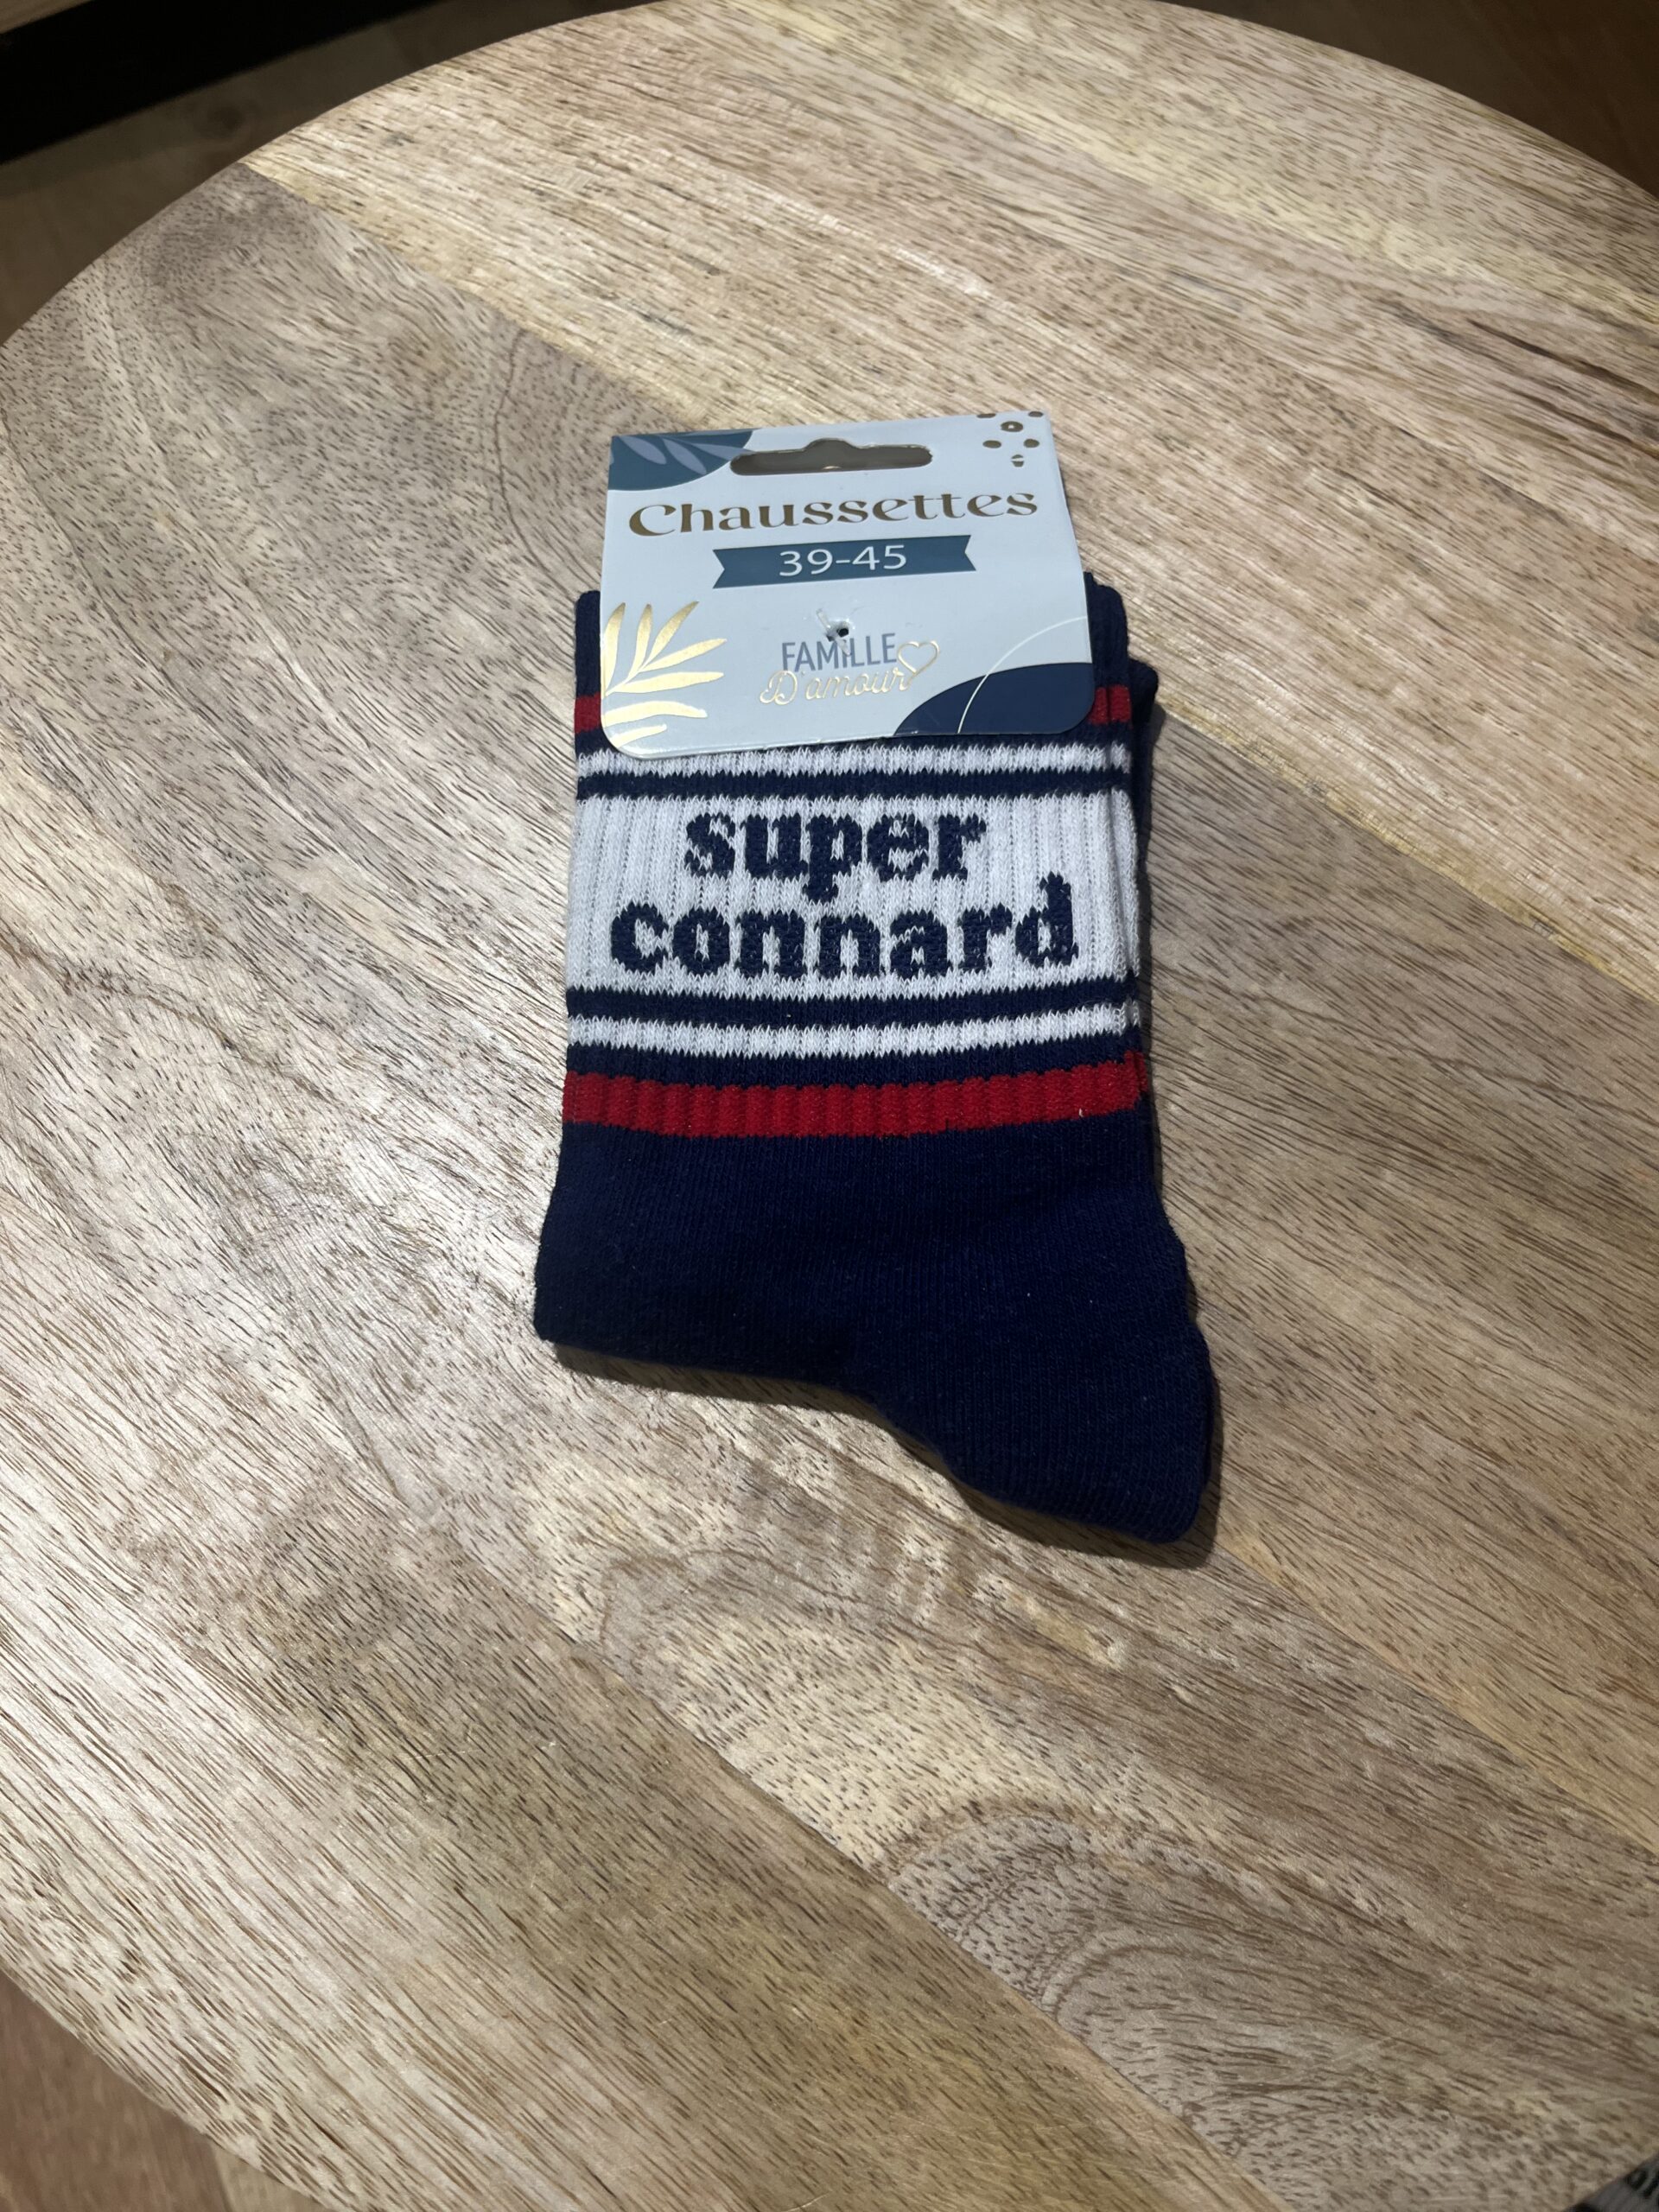 Chaussettes
39-45
FAMILLE
D'amour
super
connard